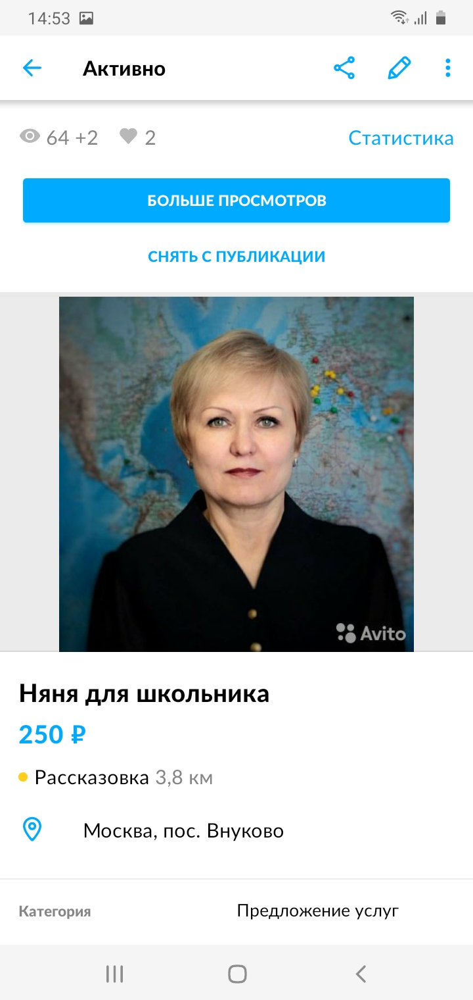 14:53
Активно
64 +2 2 Статистика
БОЛЬШЕ ПРОСМОТРОВ
СНЯТЬ С ПУБЛИКАЦИИ
Avito
Няня для школьника
250 ₽
Рассказовка 3,8 км
Москва, пос. Внуково
Категория Предложение услуг